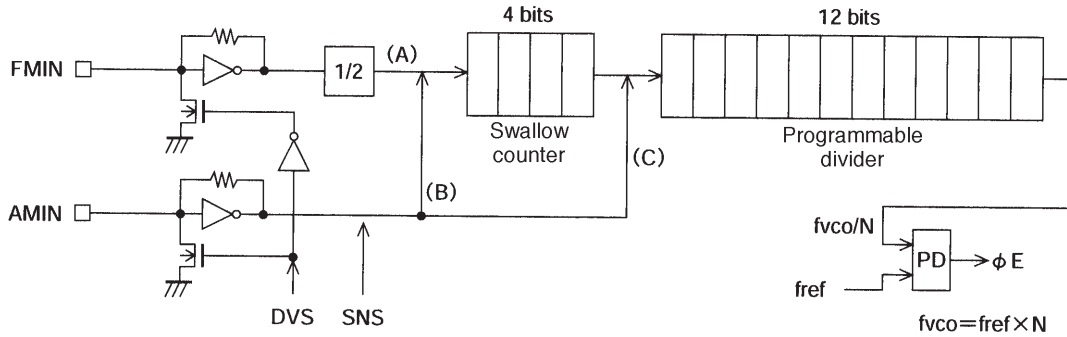 4 bits
12 bits
FMIN
1/2
(A)
Swallow
counter
Programmable
divider
(C)
(B)
AMIN
DVS
SNS
fvco/N
PD
φE
fref
fvco=fref×N